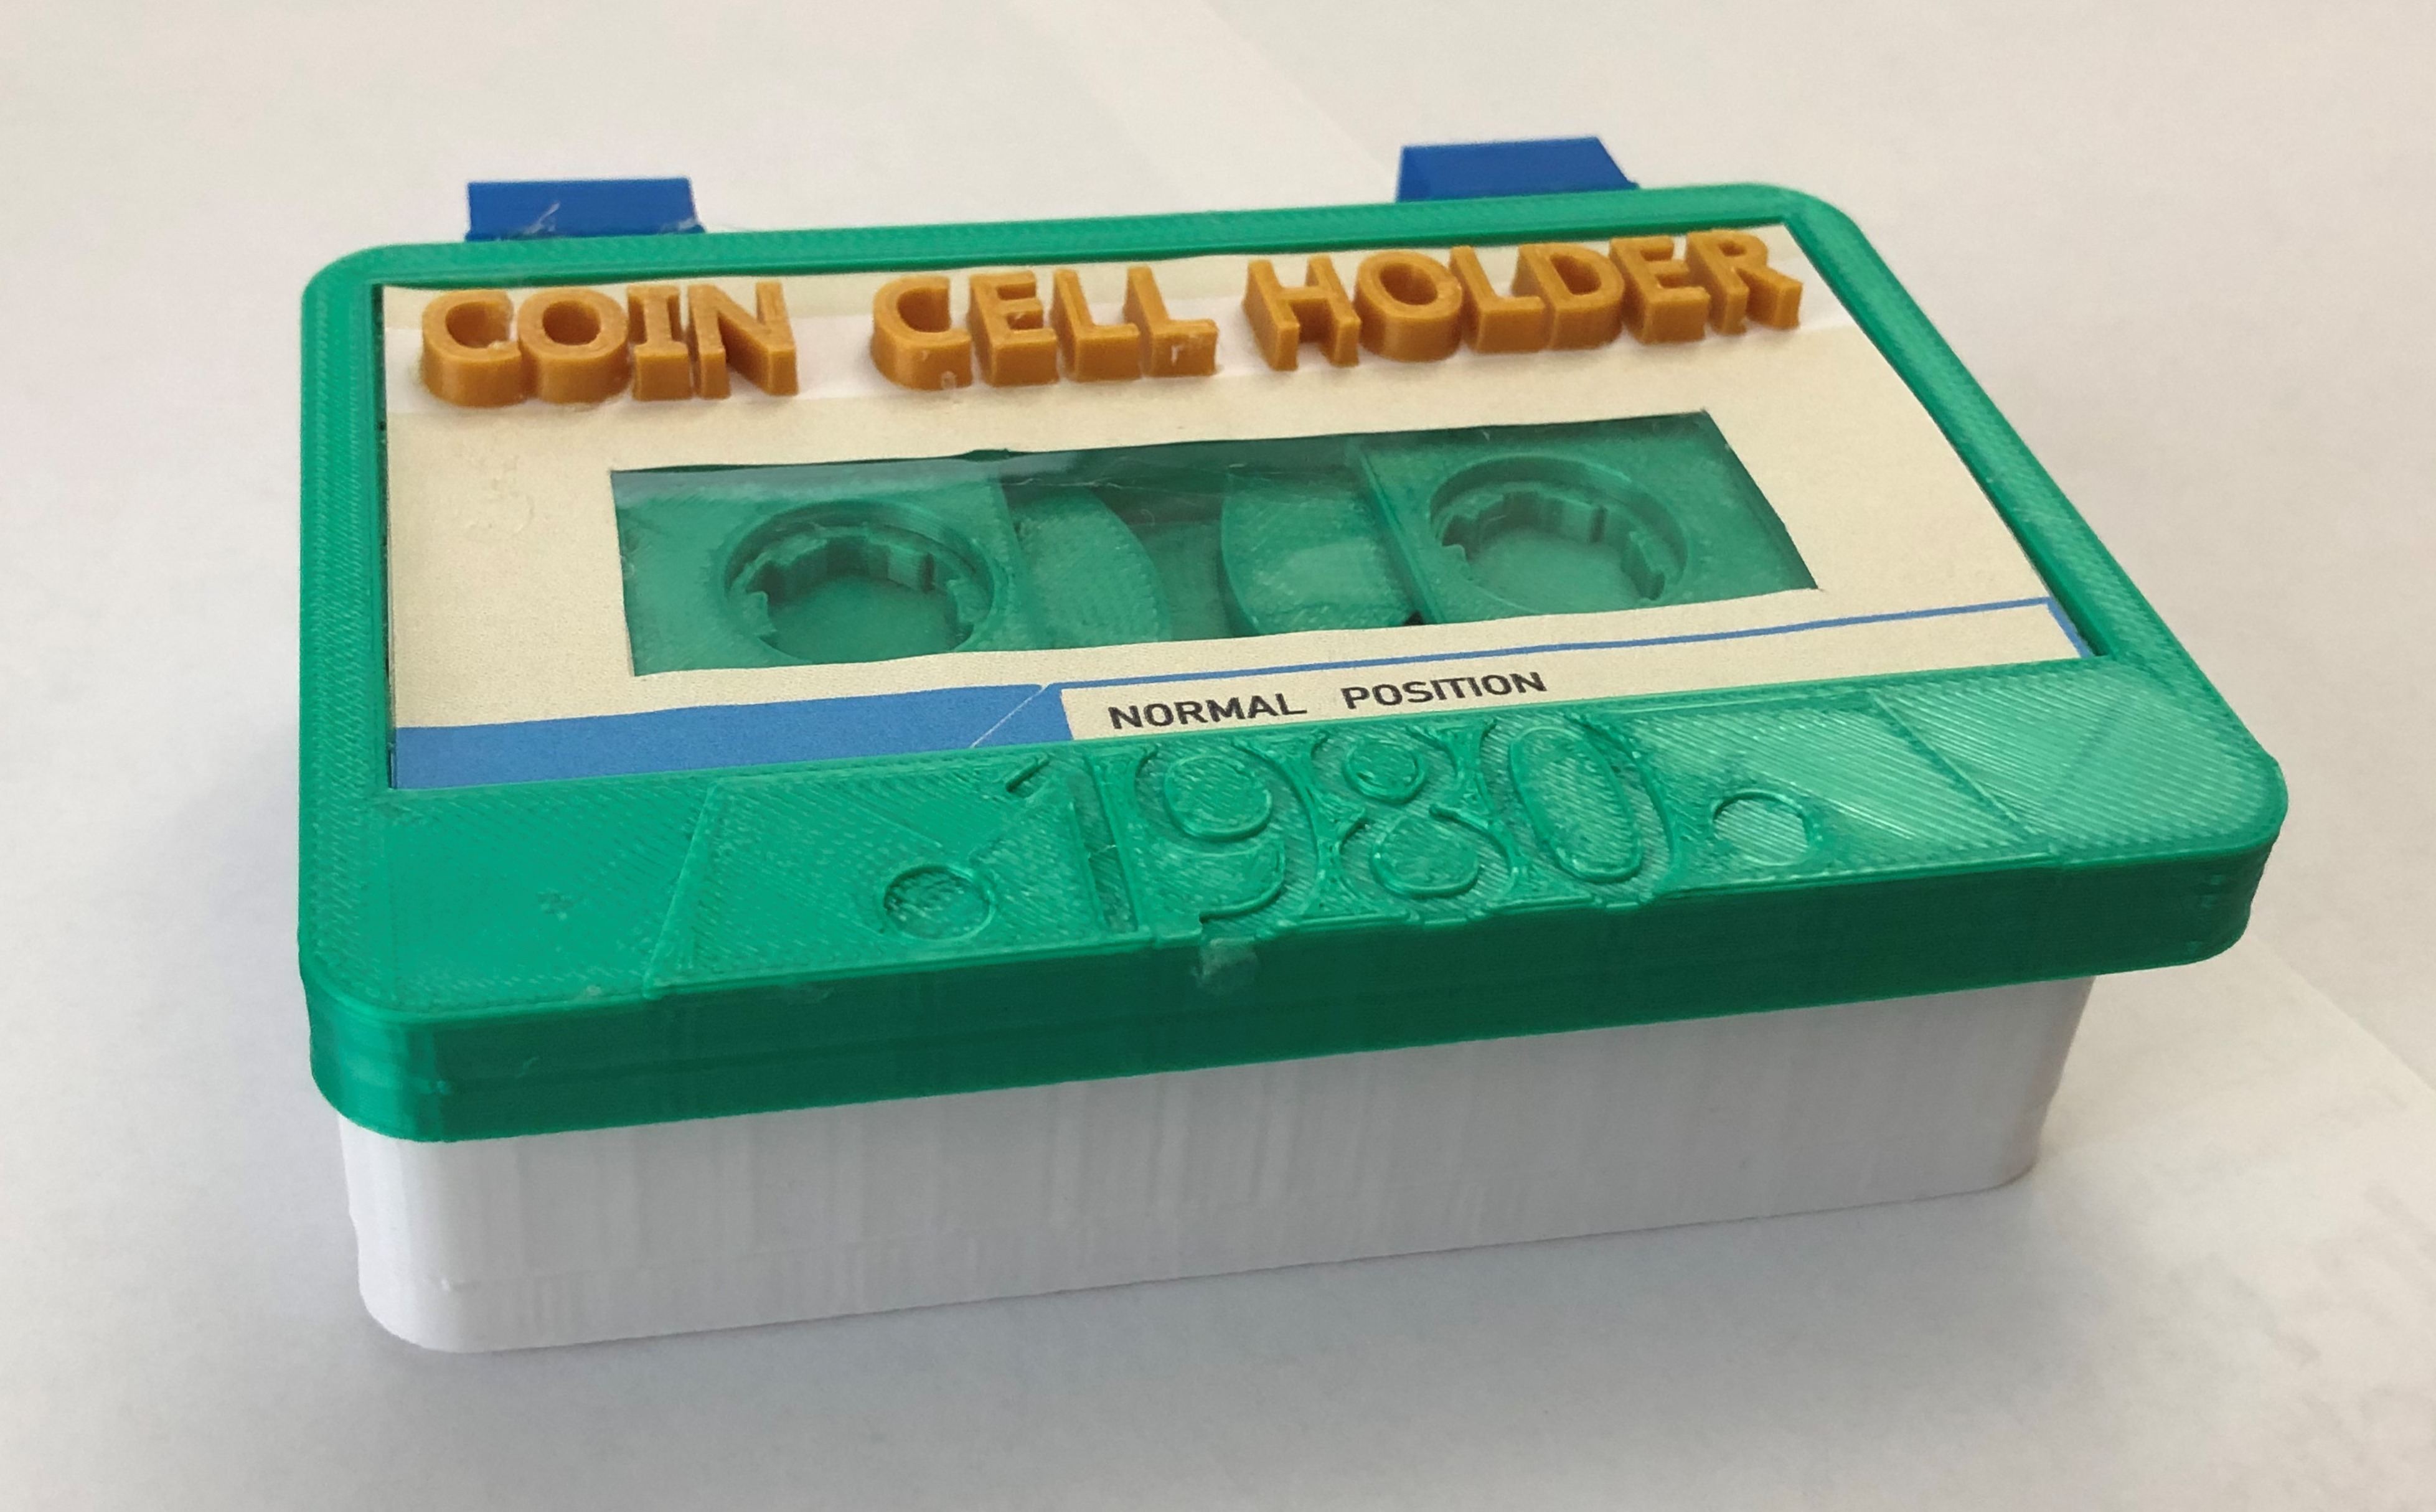 COIN CELL HOLDER
NORMAL POSITION
1980